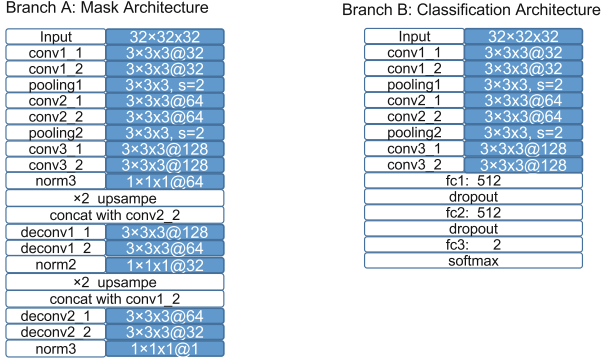 Branch A: Mask Architecture
Input 32×32x32
conv1_1 3×3x3@32
conv1_2 3×3x3@32
pooling1 3×3x3, s=2
conv2_1 3×3x3@64
conv2_2 3×3x3@64
pooling2 3×3x3, s=2
conv3_1 3×3x3@128
conv3_2 3×3x3@128
norm3 1×1x1@64
×2 upsampe
concat with conv2_2
deconv1_1 3×3x3@128
deconv1_2 3×3x3@64
norm2 1×1x1@32
×2 upsampe
concat with conv1_2
deconv2_1 3×3x3@64
deconv2_2 3×3x3@32
norm3 1×1x1@1
Branch B: Classification Architecture
Input 32×32x32
conv1_1 3×3x3@32
conv1_2 3×3x3@32
pooling1 3×3x3, s=2
conv2_1 3×3x3@64
conv2_2 3×3x3@64
pooling2 3×3x3, s=2
conv3_1 3×3x3@128
conv3_2 3×3x3@128
fc1: 512
dropout
fc2: 512
dropout
fc3: 2
softmax